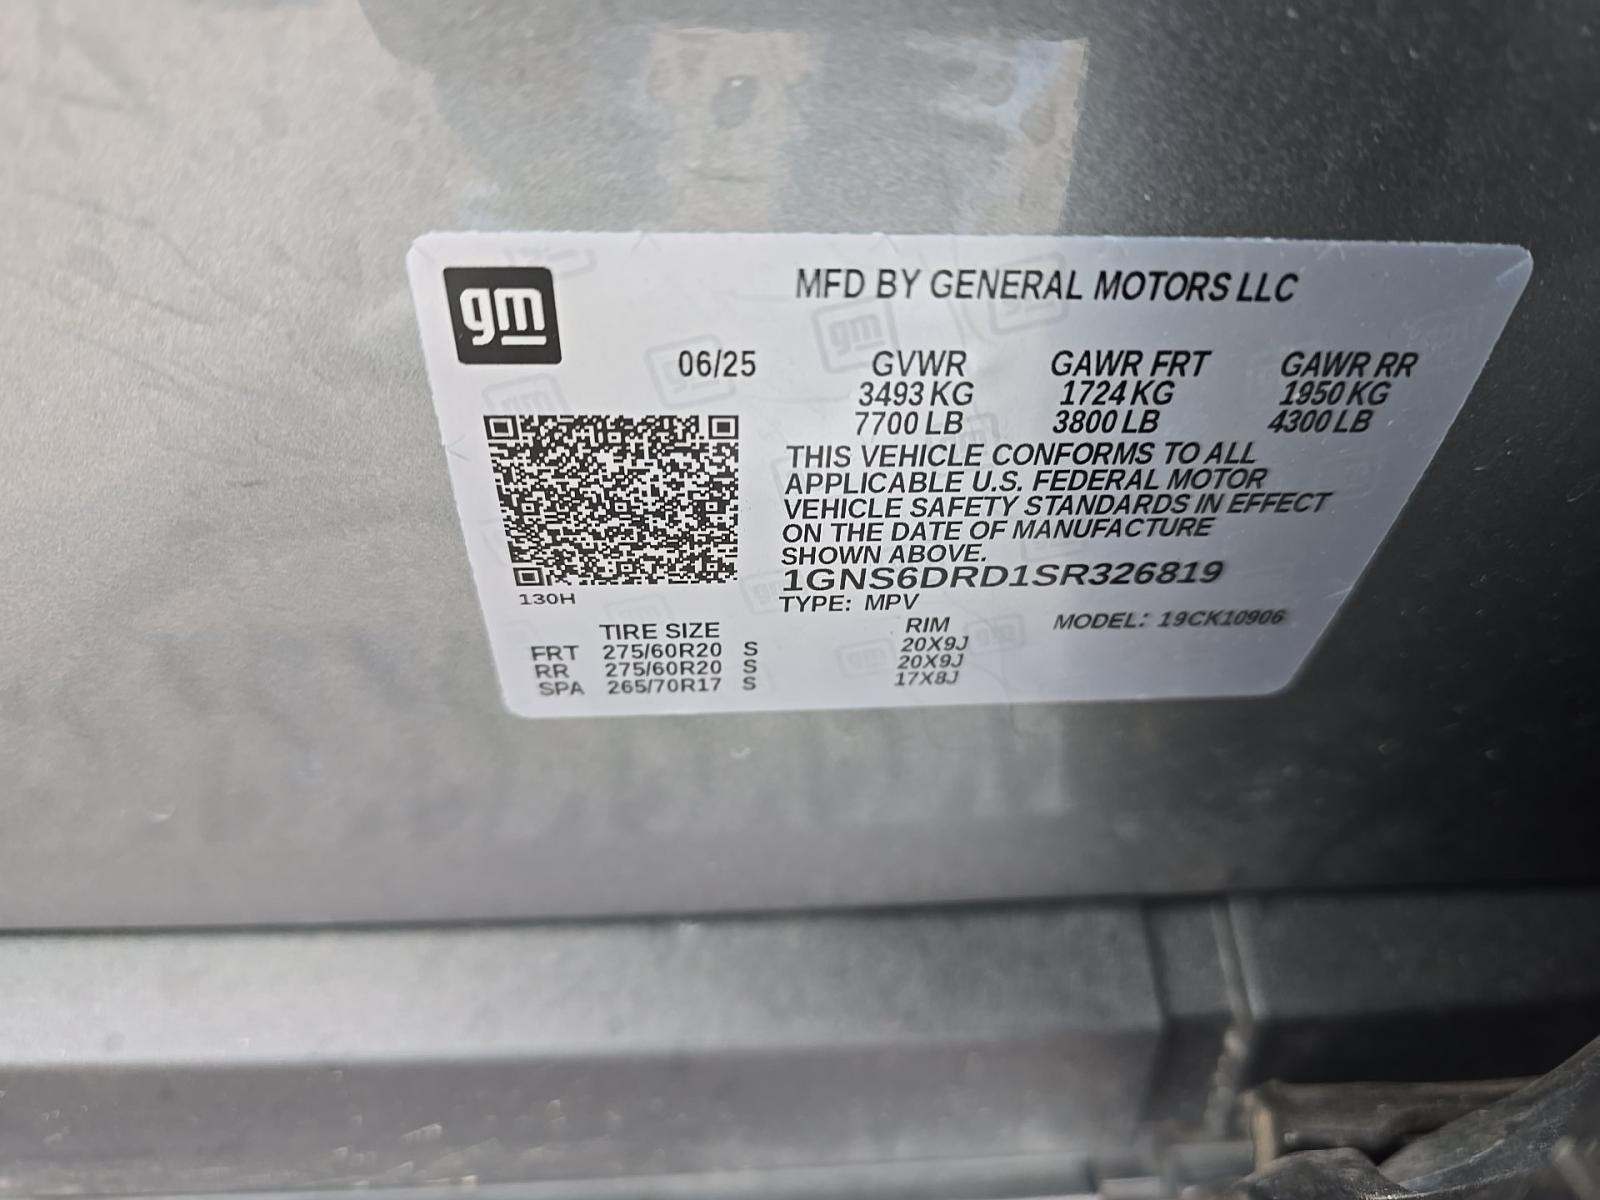 gm
MFD BY GENERAL MOTORS LLC
06/25 GVWR GAWR FRT GAWR RR
3493 KG 1724 KG 1950 KG
7700 LB 3800 LB 4300 LB
THIS VEHICLE CONFORMS TO ALL
APPLICABLE U.S. FEDERAL MOTOR
VEHICLE SAFETY STANDARDS IN EFFECT
ON THE DATE OF MANUFACTURE
SHOWN ABOVE.
1GNS6DRD1SR326819
130H
TYPE: MPV
MODEL: 19CK10906
TIRE SIZE RIM
FRT 275/60R20 S 20X9J
RR 275/60R20 S 20X9J
SPA 265/70R17 S 17X8J